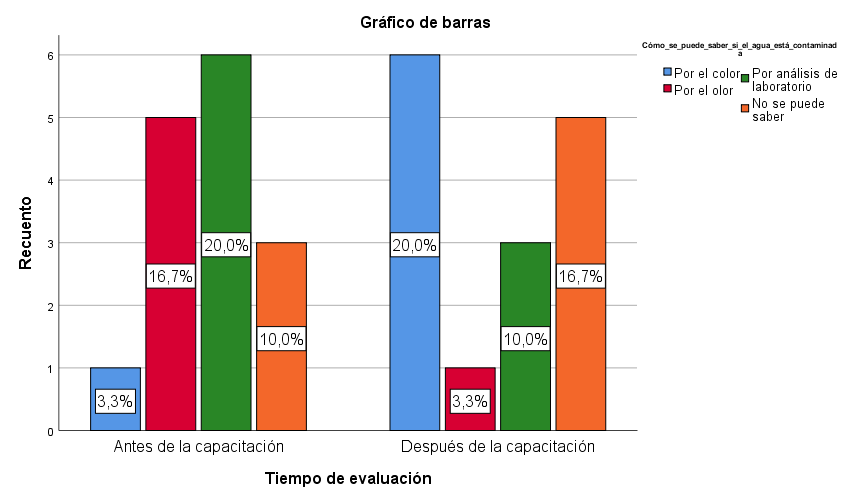 Gráfico de barras
Cómo_se_puede_saber_si_el_agua_está_contaminad
a
Por el color
Por el olor
Por análisis de
laboratorio
No se puede
saber
Recuento
6
5
4
3
2
1
0
3,3%
16,7%
20,0%
10,0%
20,0%
3,3%
10,0%
16,7%
Antes de la capacitación
Después de la capacitación
Tiempo de evaluación